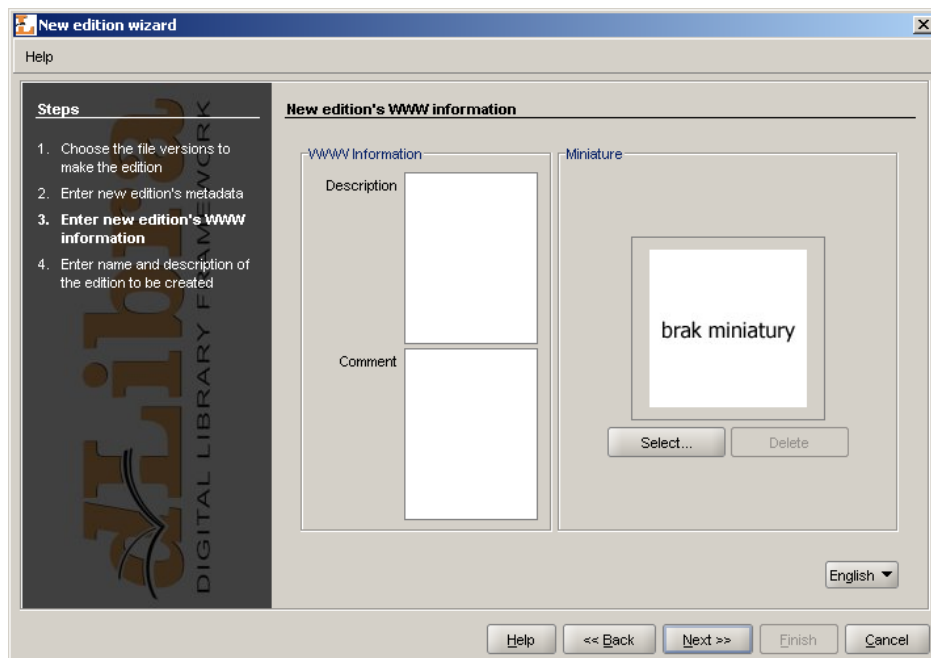 New edition wizard
Help
Steps
1. Choose the file versions to
make the edition
2. Enter new edition's metadata
3. Enter new edition's WWW
information
4. Enter name and description of
the edition to be created
dLibra
DIGITAL LIBRARY FRAMEWORK
New edition's WWW information
WWW Information
Description
Comment
Miniature
brak miniatury
Select...
Delete
English
Help
<< Back
Next >>
Finish
Cancel